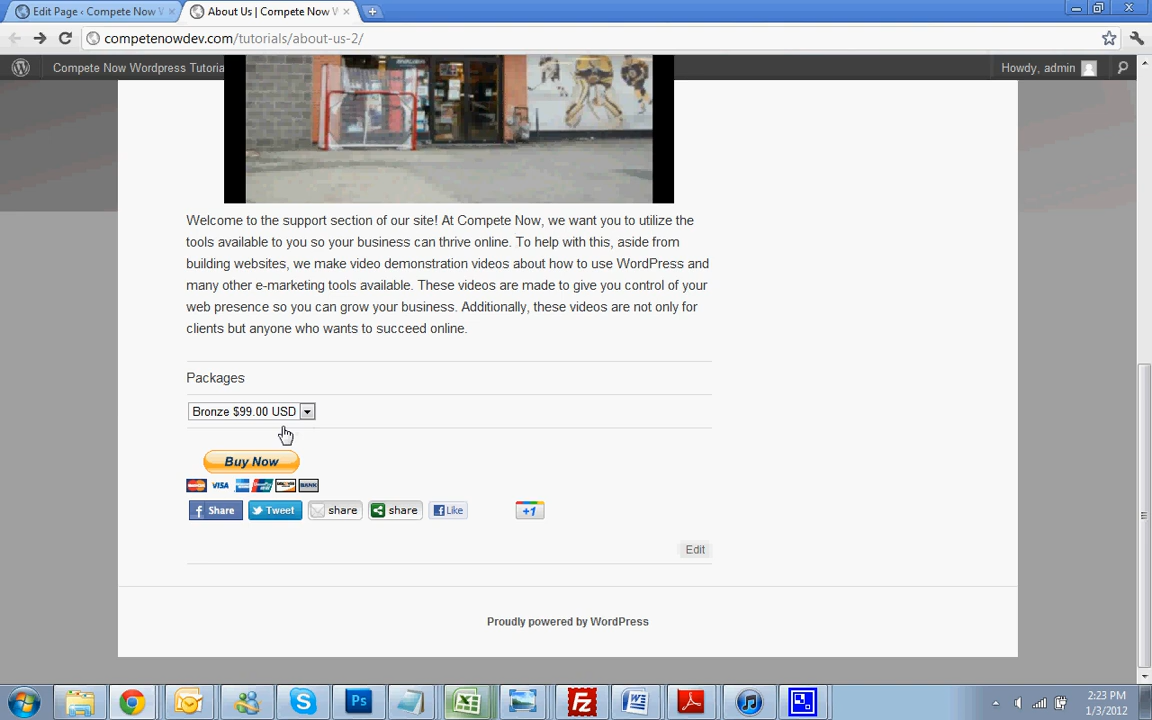 Edit Page ‹ Compete Now W
About Us | Compete Now W
competenowdev.com/tutorials/about-us-2/
Compete Now Wordpress Tutoria
Howdy, admin
Welcome to the support section of our site! At Compete Now, we want you to utilize the
tools available to you so your business can thrive online. To help with this, aside from
building websites, we make video demonstration videos about how to use WordPress and
many other e-marketing tools available. These videos are made to give you control of your
web presence so you can grow your business. Additionally, these videos are not only for
clients but anyone who wants to succeed online.
Packages
Bronze $99.00 USD
Buy Now
VISA BANK
Share Tweet share share Like +1
Edit
Proudly powered by WordPress
2:23 PM
1/3/2012